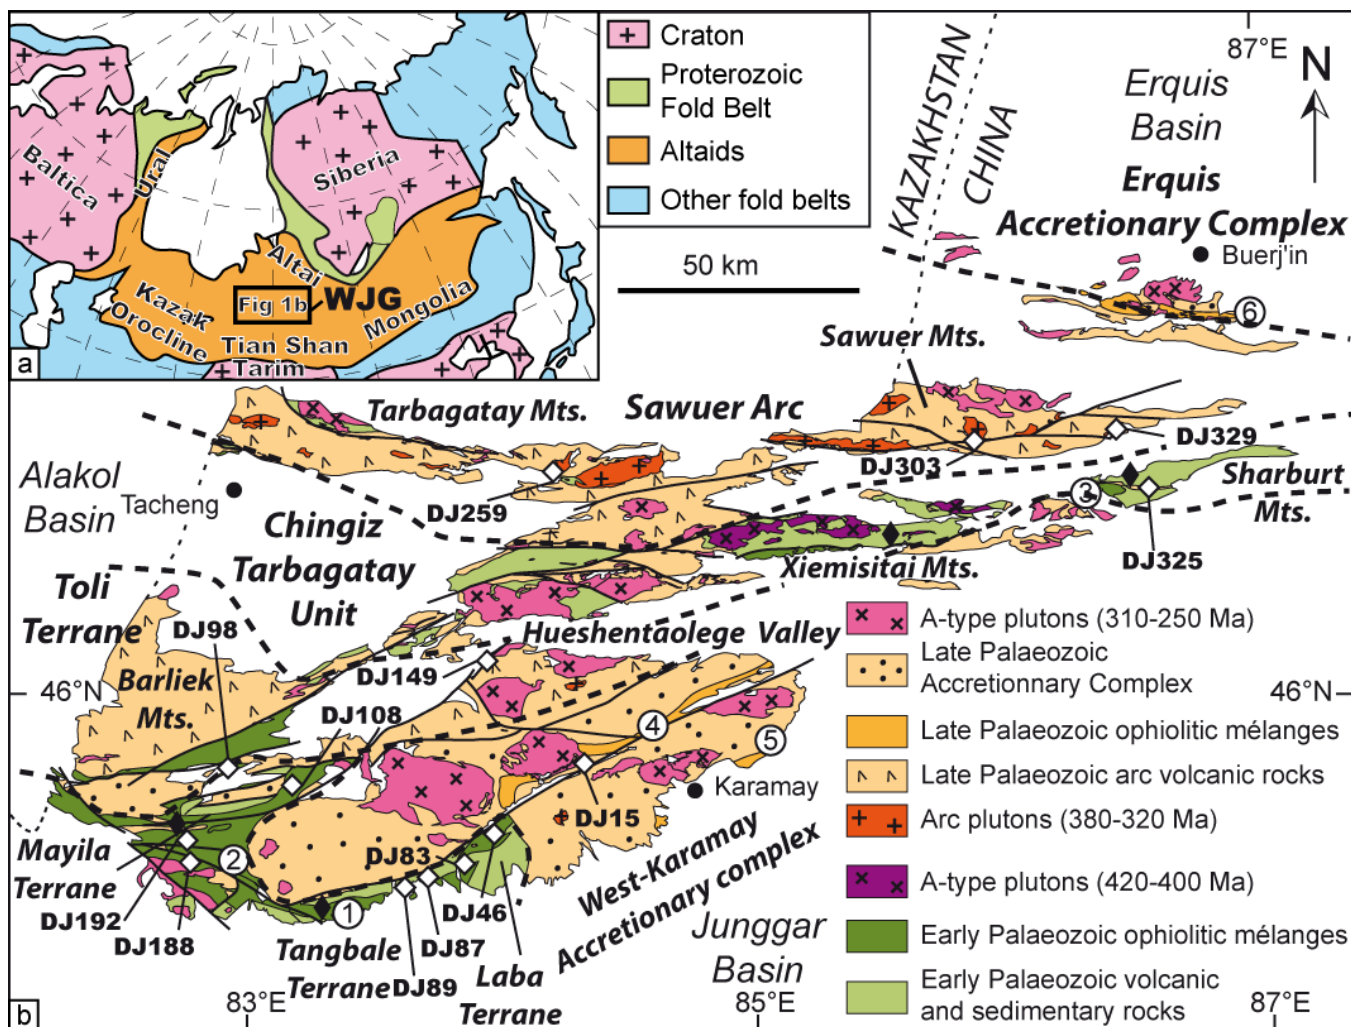 Craton
Proterozoic
Fold Belt
Altaids
Other fold belts
Baltica
Ural
Siberia
Altai
Kazak
Orocline
Fig 1b
WJG
Mongolia
Tian Shan
Tarim
a
50 km
KAZAKHSTAN
CHINA
87°E
N
Erquis
Basin
Erquis
Accretionary Complex
Buerj'in
6
Sawuer Mts.
Tarbagatay Mts.
Sawuer Arc
DJ329
DJ303
DJ259
Alakol
Basin
Tacheng
Chingiz
Tarbagatay
Unit
3
Sharburt
Mts.
DJ325
Xiemisitai Mts.
Toli
Terrane
DJ98
Hueshentaolege Valley
DJ149
46°N
46°N
Barliek
Mts.
DJ108
4
5
Karamay
DJ15
DJ83
Mayila
Terrane
2
DJ192
DJ188
1
DJ46
Tangbale
Terrane
DJ87
DJ89
Laba
Terrane
West-Karamay
Accretionary complex
Junggar
Basin
A-type plutons (310-250 Ma)
Late Palaeozoic
Accretionnary Complex
Late Palaeozoic ophiolitic mélanges
Late Palaeozoic arc volcanic rocks
Arc plutons (380-320 Ma)
A-type plutons (420-400 Ma)
Early Palaeozoic ophiolitic mélanges
Early Palaeozoic volcanic
and sedimentary rocks
b
83°E
85°E
87°E